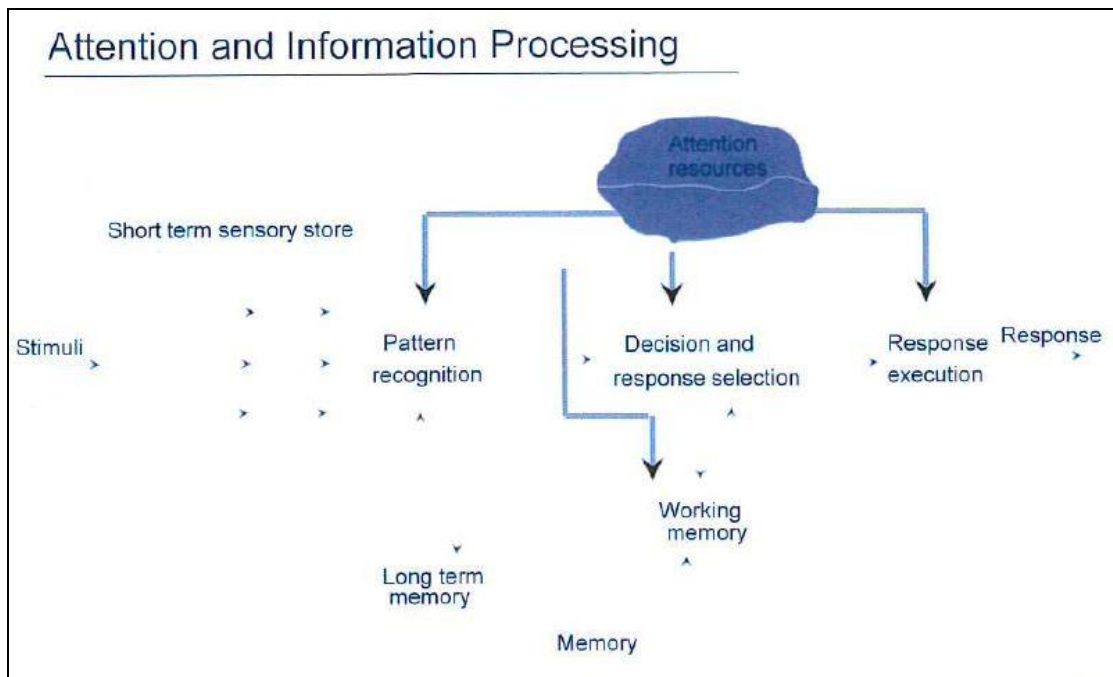 Attention and Information Processing
Attention
resources
Short term sensory store
Stimuli
Pattern
recognition
Decision and
response selection
Response
execution
Response
Working
memory
Long term
memory
Memory